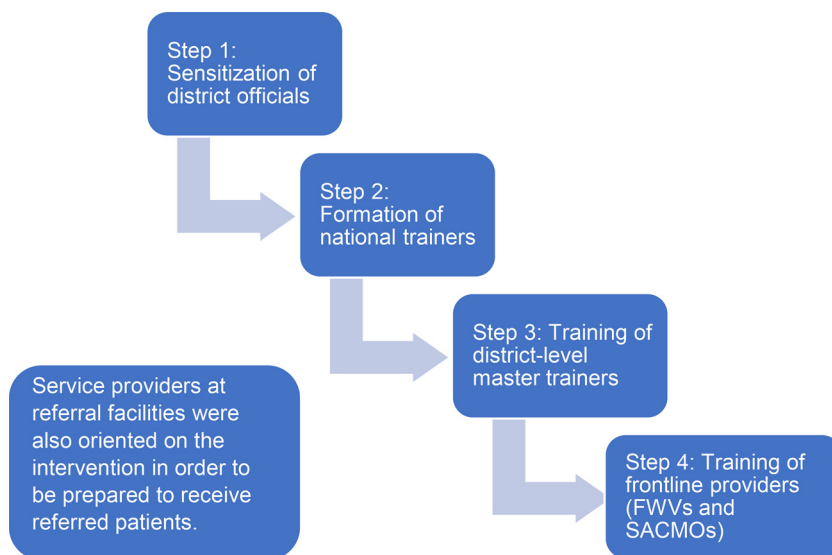 Step 1:
Sensitization of
district officials
Step 2:
Formation of
national trainers
Step 3: Training of
district-level
master trainers
Step 4: Training of
frontline providers
(FWVs and
SACMOs)
Service providers at
referral facilities were
also oriented on the
intervention in order to
be prepared to receive
referred patients.